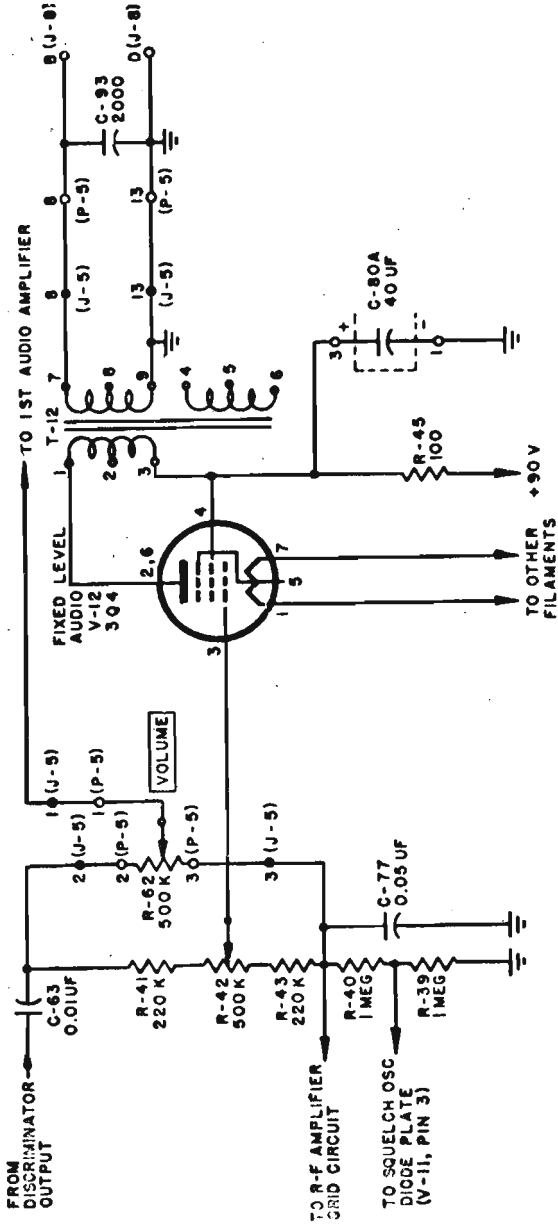 FROM
DISCRIMINATOR
OUTPUT
C-63
0.01UF
R-41
220 K
R-42
500 K
R-43
220 K
R-40
1 MEG
R-39
1 MEG
TO R-F AMPLIFIER
GRID CIRCUIT
TO SQUELCH OSC
DIODE PLATE
(V-11, PIN 3)
C-77
0.05 UF
2 (J-5)
2 (P-5)
R-62
500 K
3 (P-5)
3 (J-5)
VOLUME
1 (J-5)
1 (P-5)
TO 1ST AUDIO AMPLIFIER
FIXED LEVEL
AUDIO
V-12
3Q4
2,6
3
4
1
5
7
TO OTHER
FILAMENTS
+90 V
R-45
100
C-80A
40 UF
3
+
-
1
T-12
1
2
3
7
8
9
4
5
6
8
(J-5)
8
(P-5)
B (J-8)
13
(J-5)
13
(P-5)
D (J-8)
C-93
2000